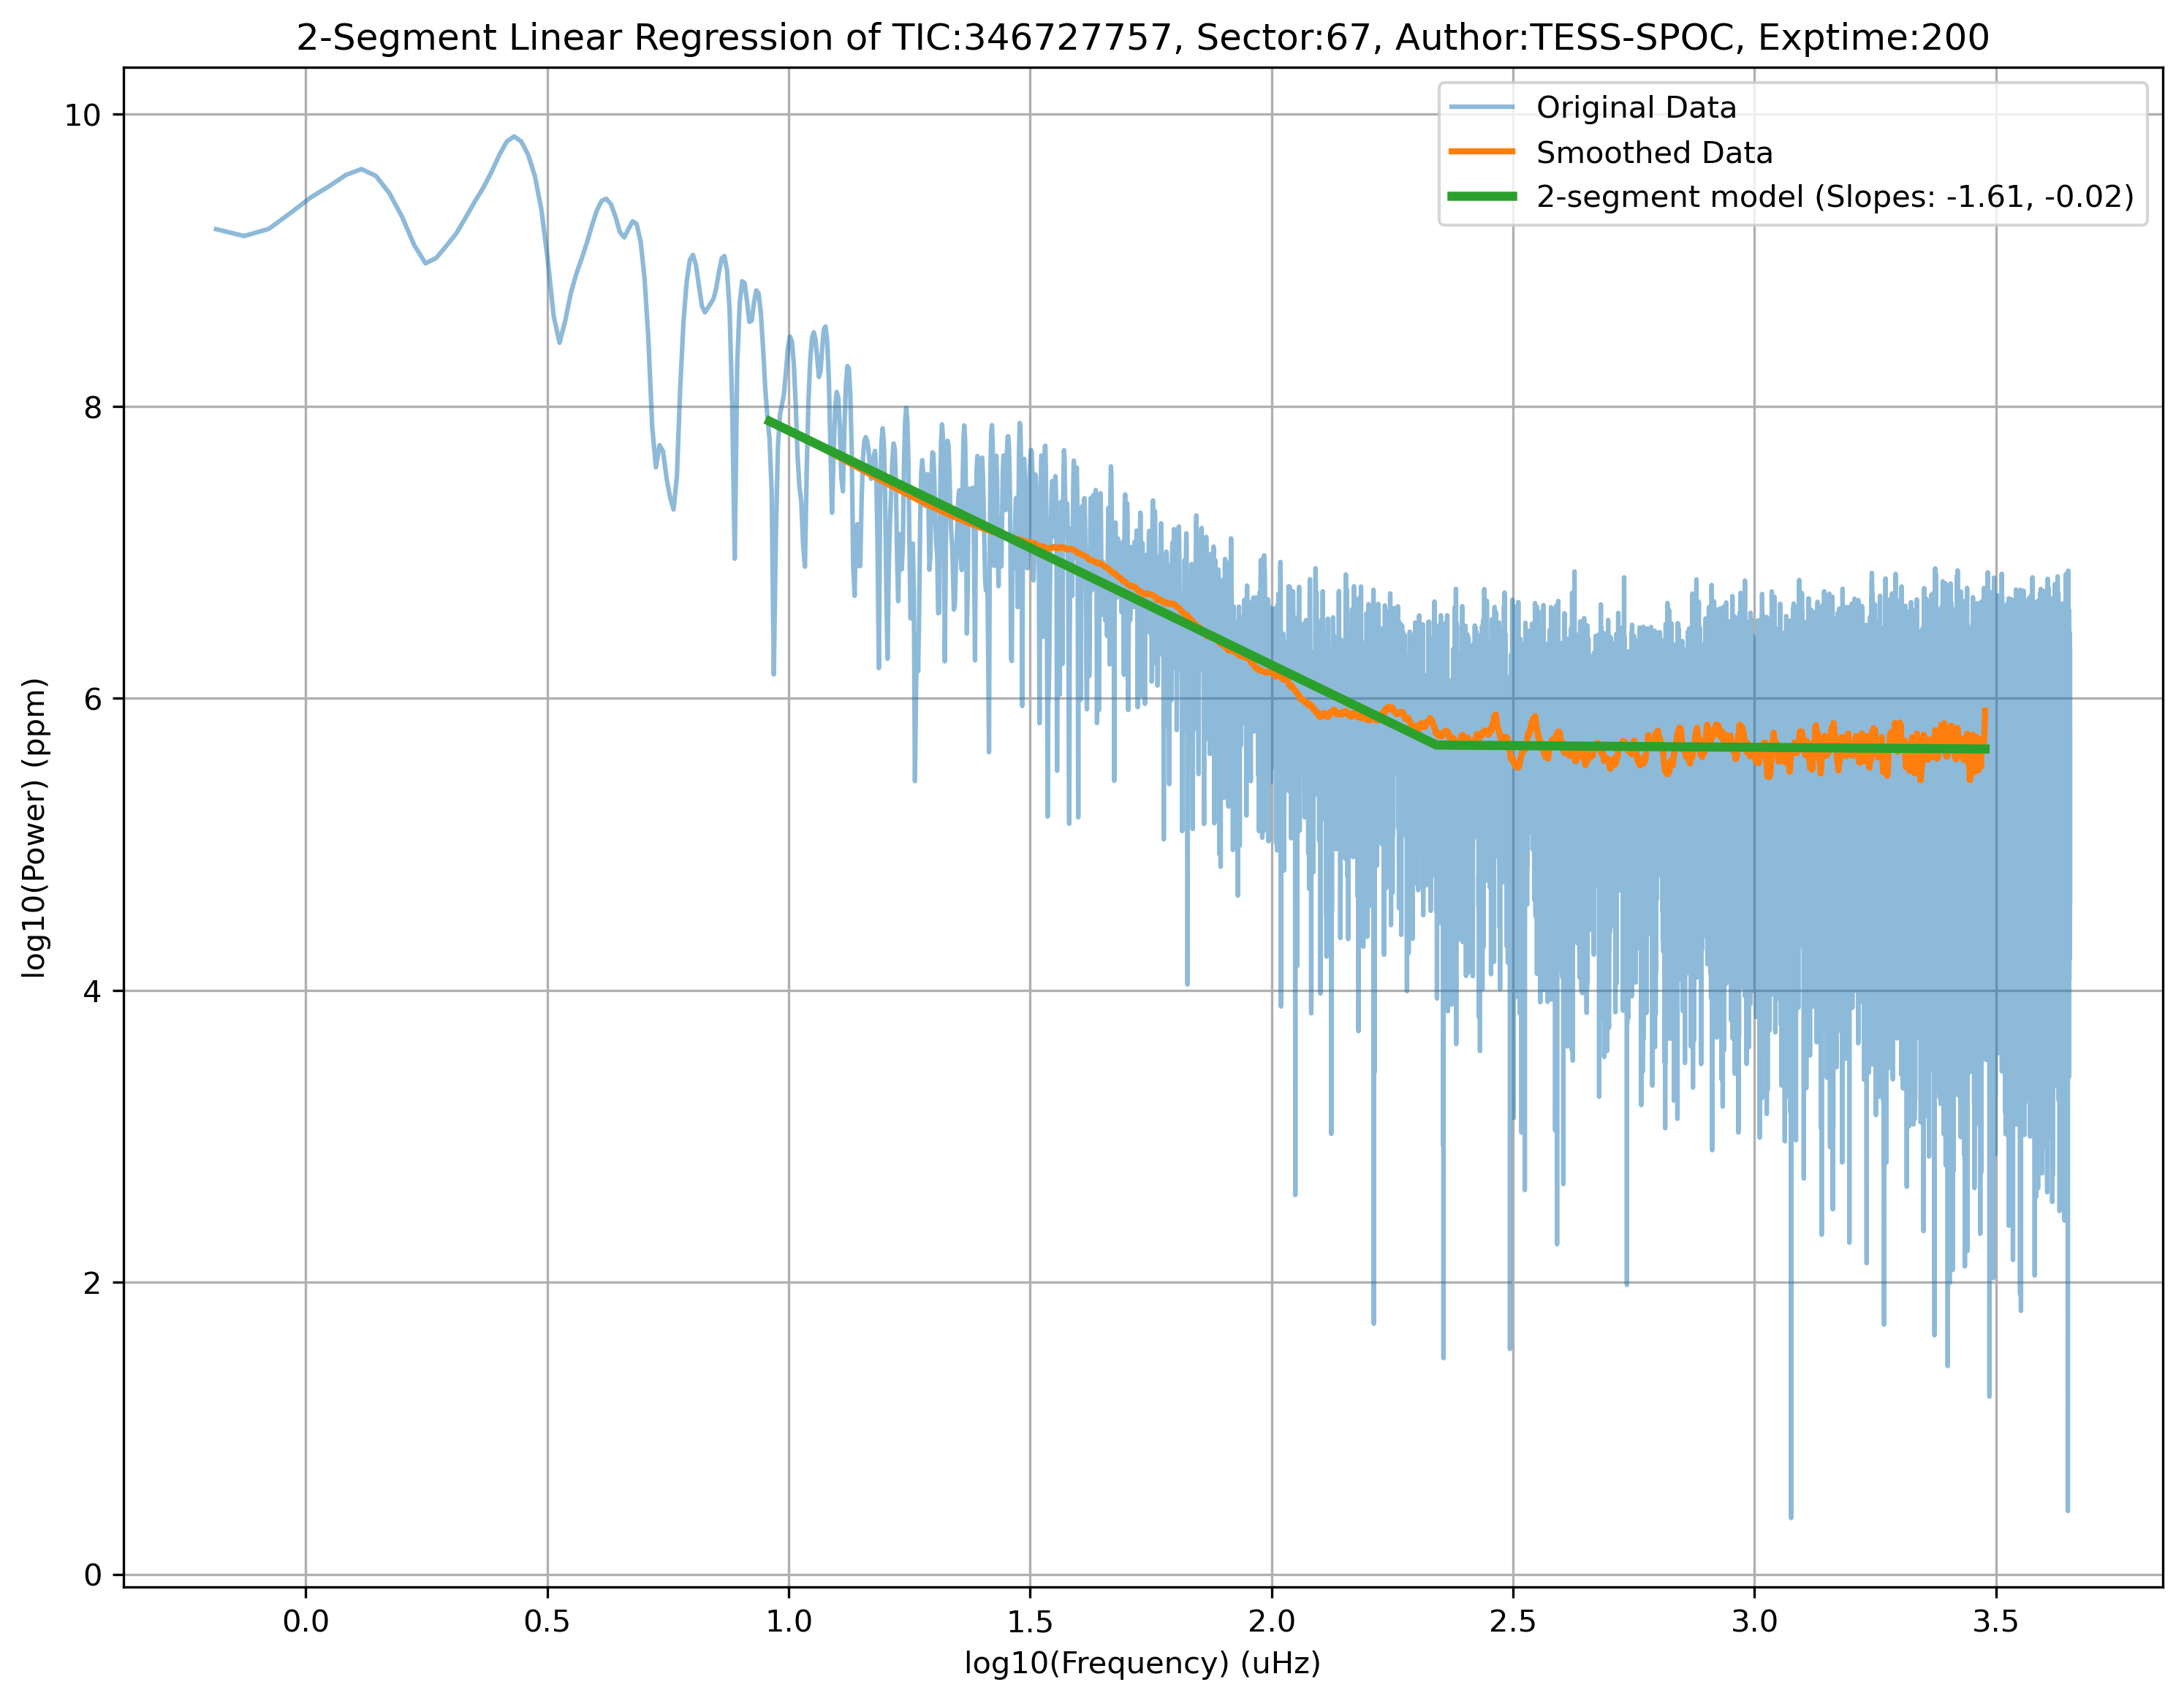 2-Segment Linear Regression of TIC:346727757, Sector:67, Author:TESS-SPOC, Exptime:200
Original Data
Smoothed Data
2-segment model (Slopes: -1.61, -0.02)
log10(Power) (ppm)
10
8
6
4
2
0
0.0 0.5 1.0 1.5 2.0 2.5 3.0 3.5
log10(Frequency) (uHz)